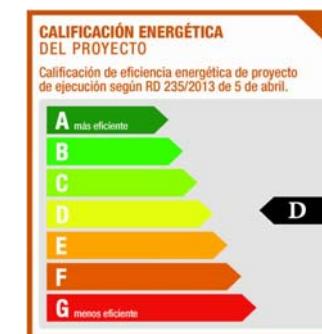 CALIFICACIÓN ENERGÉTICA
DEL PROYECTO
Calificación de eficiencia energética de proyecto
de ejecución según RD 235/2013 de 5 de abril.
A más eficiente
B
C
D
D
E
F
G menos eficiente